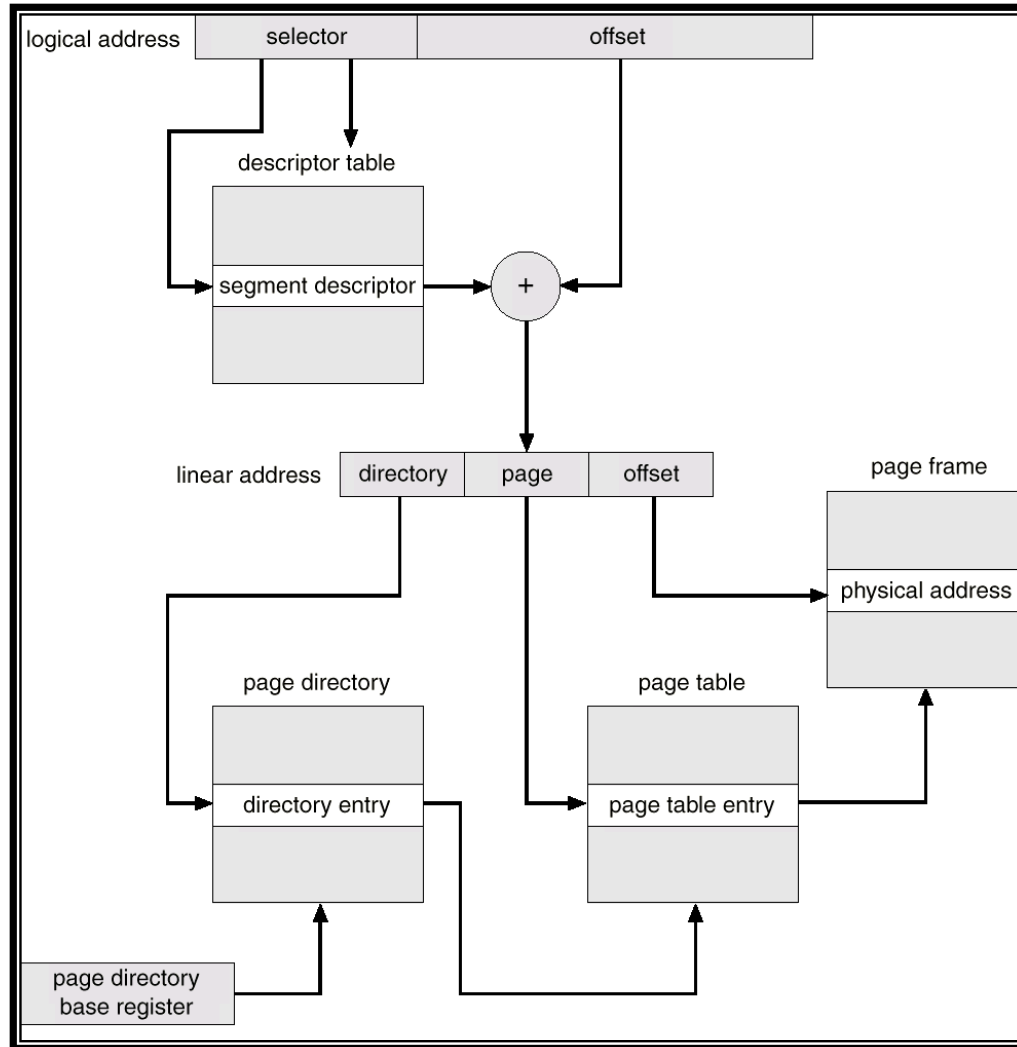 logical address
selector
offset
descriptor table
segment descriptor
+
linear address
directory
page
offset
page frame
physical address
page directory
page table
directory entry
page table entry
page directory
base register